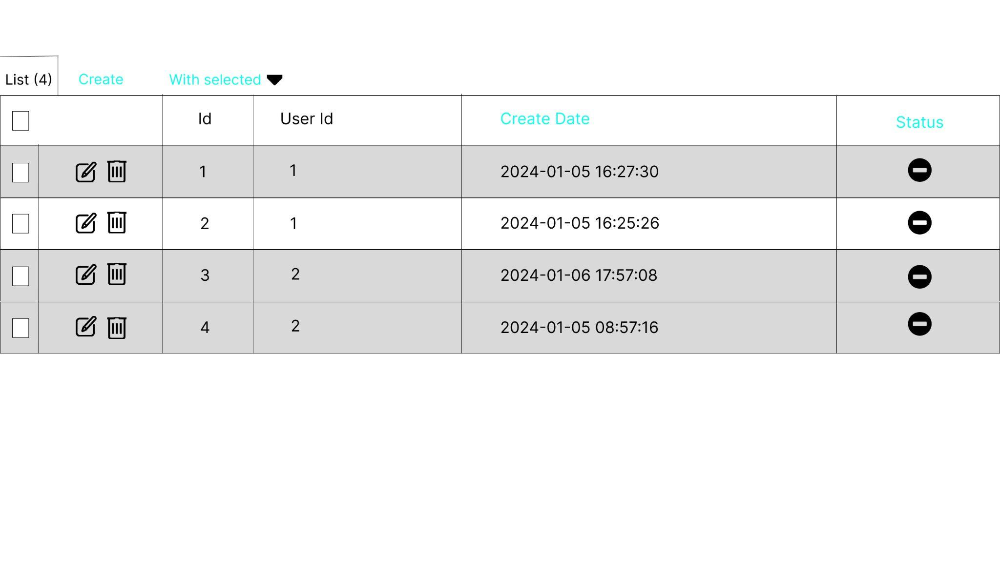 List (4) Create With selected
Id User Id Create Date Status
1 1 2024-01-05 16:27:30
2 1 2024-01-05 16:25:26
3 2 2024-01-06 17:57:08
4 2 2024-01-05 08:57:16